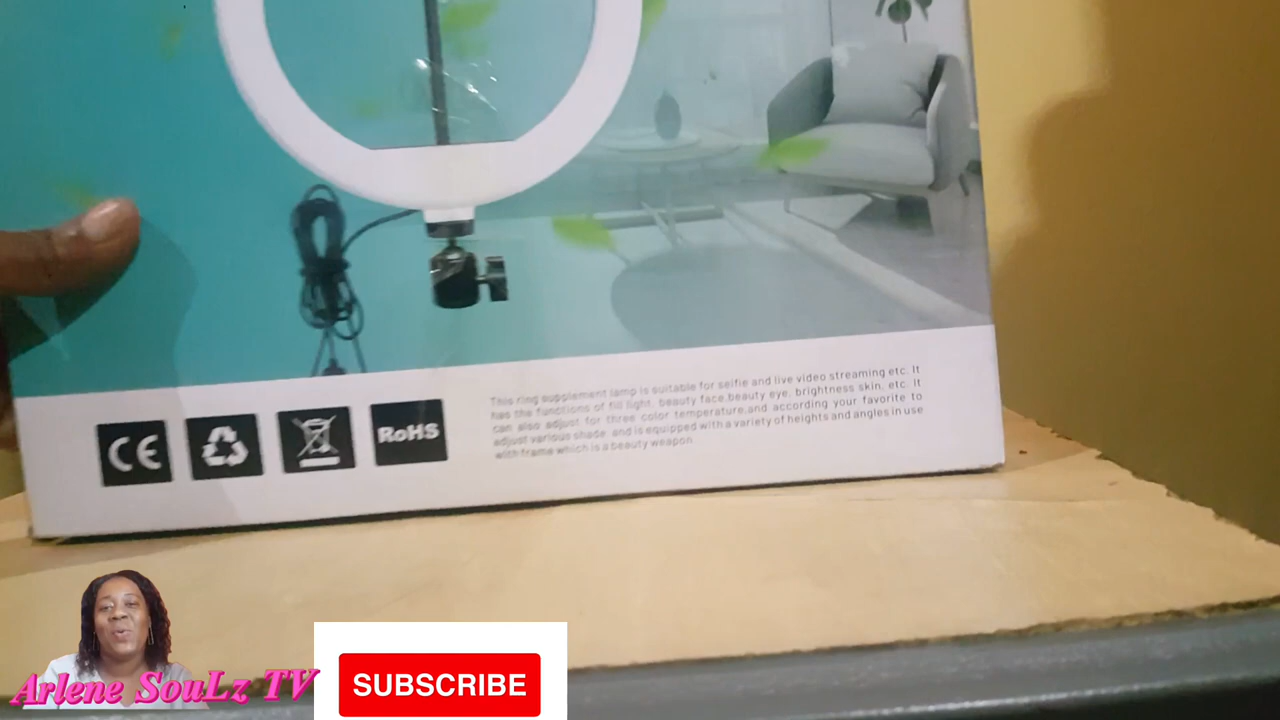 CE
RoHS
This ring supplement lamp is suitable for selfie and live video streaming etc. It
has the functions of fill light, beauty face,beauty eye, brightness skin, etc. It
can also adjust for three color temperature,and according your favorite to
adjust various shade and is equipped with a variety of heights and angles in use
with frame which is a beauty weapon
Arlene SouLz TV
SUBSCRIBE